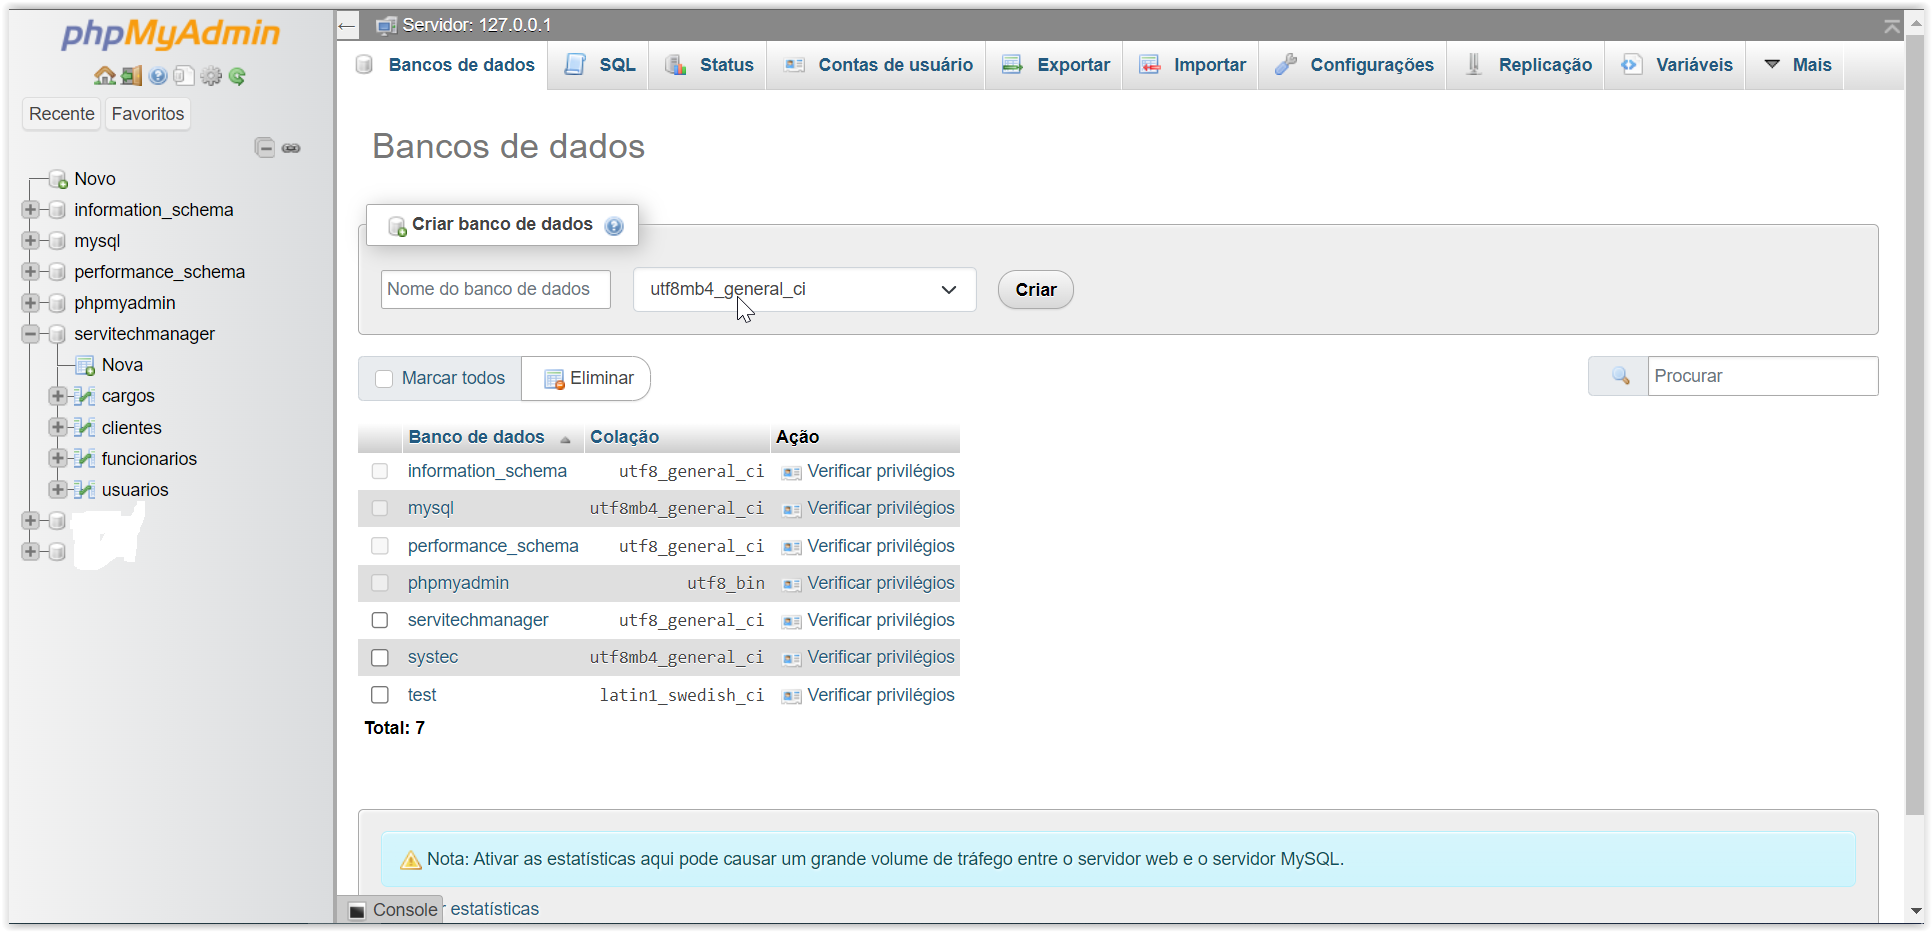 phpMyAdmin
Recente Favoritos
Novo
information_schema
mysql
performance_schema
phpmyadmin
servitechmanager
Nova
cargos
clientes
funcionarios
usuarios
Servidor: 127.0.0.1
Bancos de dados SQL Status Contas de usuário Exportar Importar Configurações Replicação Variáveis Mais
Bancos de dados
Criar banco de dados
Nome do banco de dados utf8mb4_general_ci Criar
Marcar todos Eliminar Procurar
Banco de dados Colação Ação
information_schema utf8_general_ci Verificar privilégios
mysql utf8mb4_general_ci Verificar privilégios
performance_schema utf8_general_ci Verificar privilégios
phpmyadmin utf8_bin Verificar privilégios
servitechmanager utf8_general_ci Verificar privilégios
systec utf8mb4_general_ci Verificar privilégios
test latin1_swedish_ci Verificar privilégios
Total: 7
Nota: Ativar as estatísticas aqui pode causar um grande volume de tráfego entre o servidor web e o servidor MySQL.
Console r estatísticas